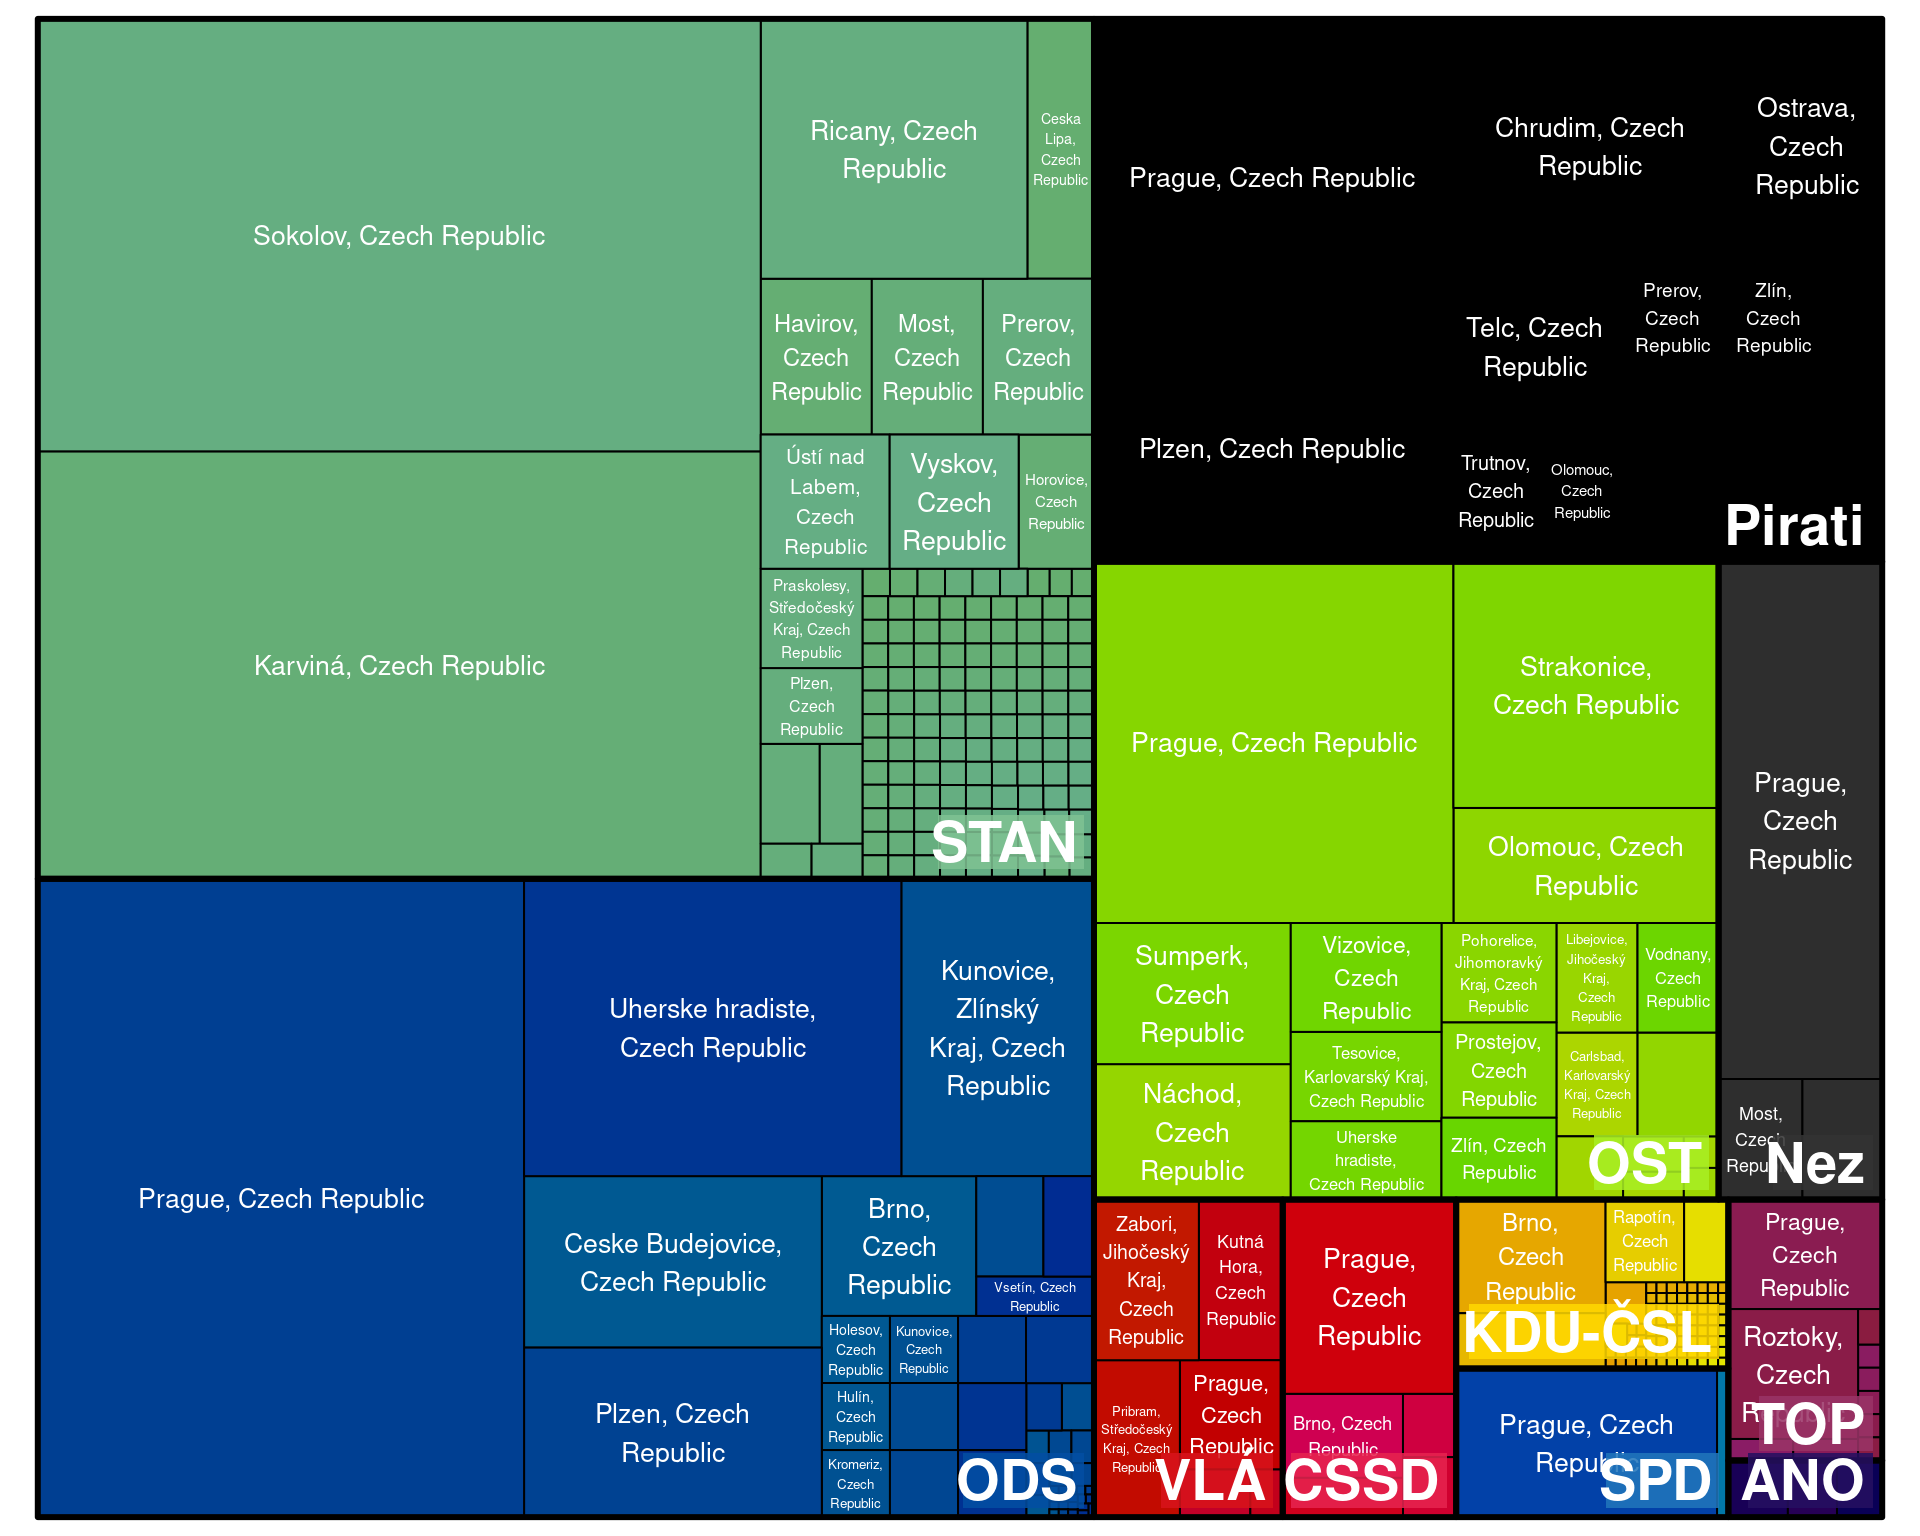 Sokolov, Czech Republic
Karviná, Czech Republic
Ricany, Czech
Republic
Ceska
Lipa,
Czech
Republic
Havirov,
Czech
Republic
Most,
Czech
Republic
Prerov,
Czech
Republic
Ústí nad
Labem,
Czech
Republic
Vyskov,
Czech
Republic
Horovice,
Czech
Republic
Praskolesy,
Středočeský
Kraj, Czech
Republic
Plzen,
Czech
Republic
STAN
Prague, Czech Republic
Uherske hradiste,
Czech Republic
Kunovice,
Zlínský
Kraj, Czech
Republic
Ceske Budejovice,
Czech Republic
Plzen, Czech
Republic
Brno,
Czech
Republic
Vsetín, Czech
Republic
Holesov,
Czech
Republic
Kunovice,
Czech
Republic
Hulín,
Czech
Republic
Kromeriz,
Czech
Republic
ODS
Prague, Czech Republic
Plzen, Czech Republic
Chrudim, Czech
Republic
Ostrava,
Czech
Republic
Telc, Czech
Republic
Prerov,
Czech
Republic
Zlín,
Czech
Republic
Trutnov,
Czech
Republic
Olomouc,
Czech
Republic
Pirati
Prague, Czech Republic
Strakonice,
Czech Republic
Olomouc, Czech
Republic
Sumperk,
Czech
Republic
Náchod,
Czech
Republic
Vizovice,
Czech
Republic
Tesovice,
Karlovarský Kraj,
Czech Republic
Uherske
hradiste,
Czech Republic
Pohorelice,
Jihomoravký
Kraj, Czech
Republic
Prostejov,
Czech
Republic
Zlín, Czech
Republic
Libejovice,
Jihočeský
Kraj,
Czech
Republic
Vodnany,
Czech
Republic
Carlsbad,
Karlovarský
Kraj, Czech
Republic
OST
Prague,
Czech
Republic
Most,
Czech
Republic
Nez
Zabori,
Jihočeský
Kraj,
Czech
Republic
Kutná
Hora,
Czech
Republic
Pribram,
Středočeský
Kraj, Czech
Republic
Prague,
Czech
Republic
VLÁ
Prague,
Czech
Republic
Brno, Czech
Republic
CSSD
Brno,
Czech
Republic
Rapotín,
Czech
Republic
KDU-ČSL
Prague, Czech
Republic
SPD
Prague,
Czech
Republic
Roztoky,
Czech
Republic
TOP
ANO